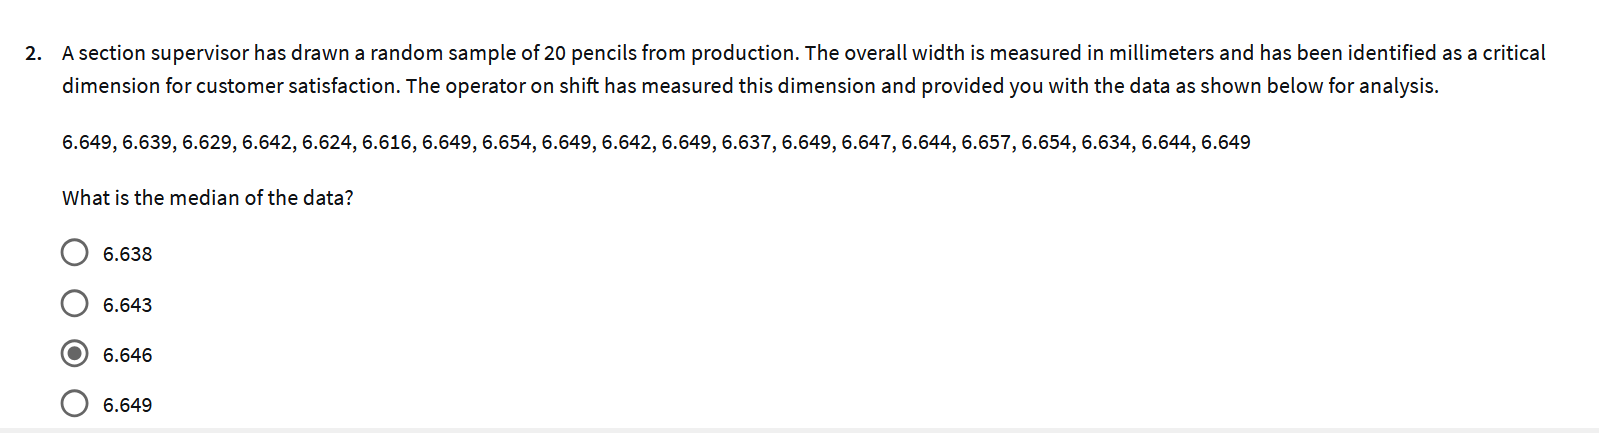 2. A section supervisor has drawn a random sample of 20 pencils from production. The overall width is measured in millimeters and has been identified as a critical
dimension for customer satisfaction. The operator on shift has measured this dimension and provided you with the data as shown below for analysis.
6.649, 6.639, 6.629, 6.642, 6.624, 6.616, 6.649, 6.654, 6.649, 6.642, 6.649, 6.637, 6.649, 6.647, 6.644, 6.657, 6.654, 6.634, 6.644, 6.649
What is the median of the data?
6.638
6.643
6.646
6.649